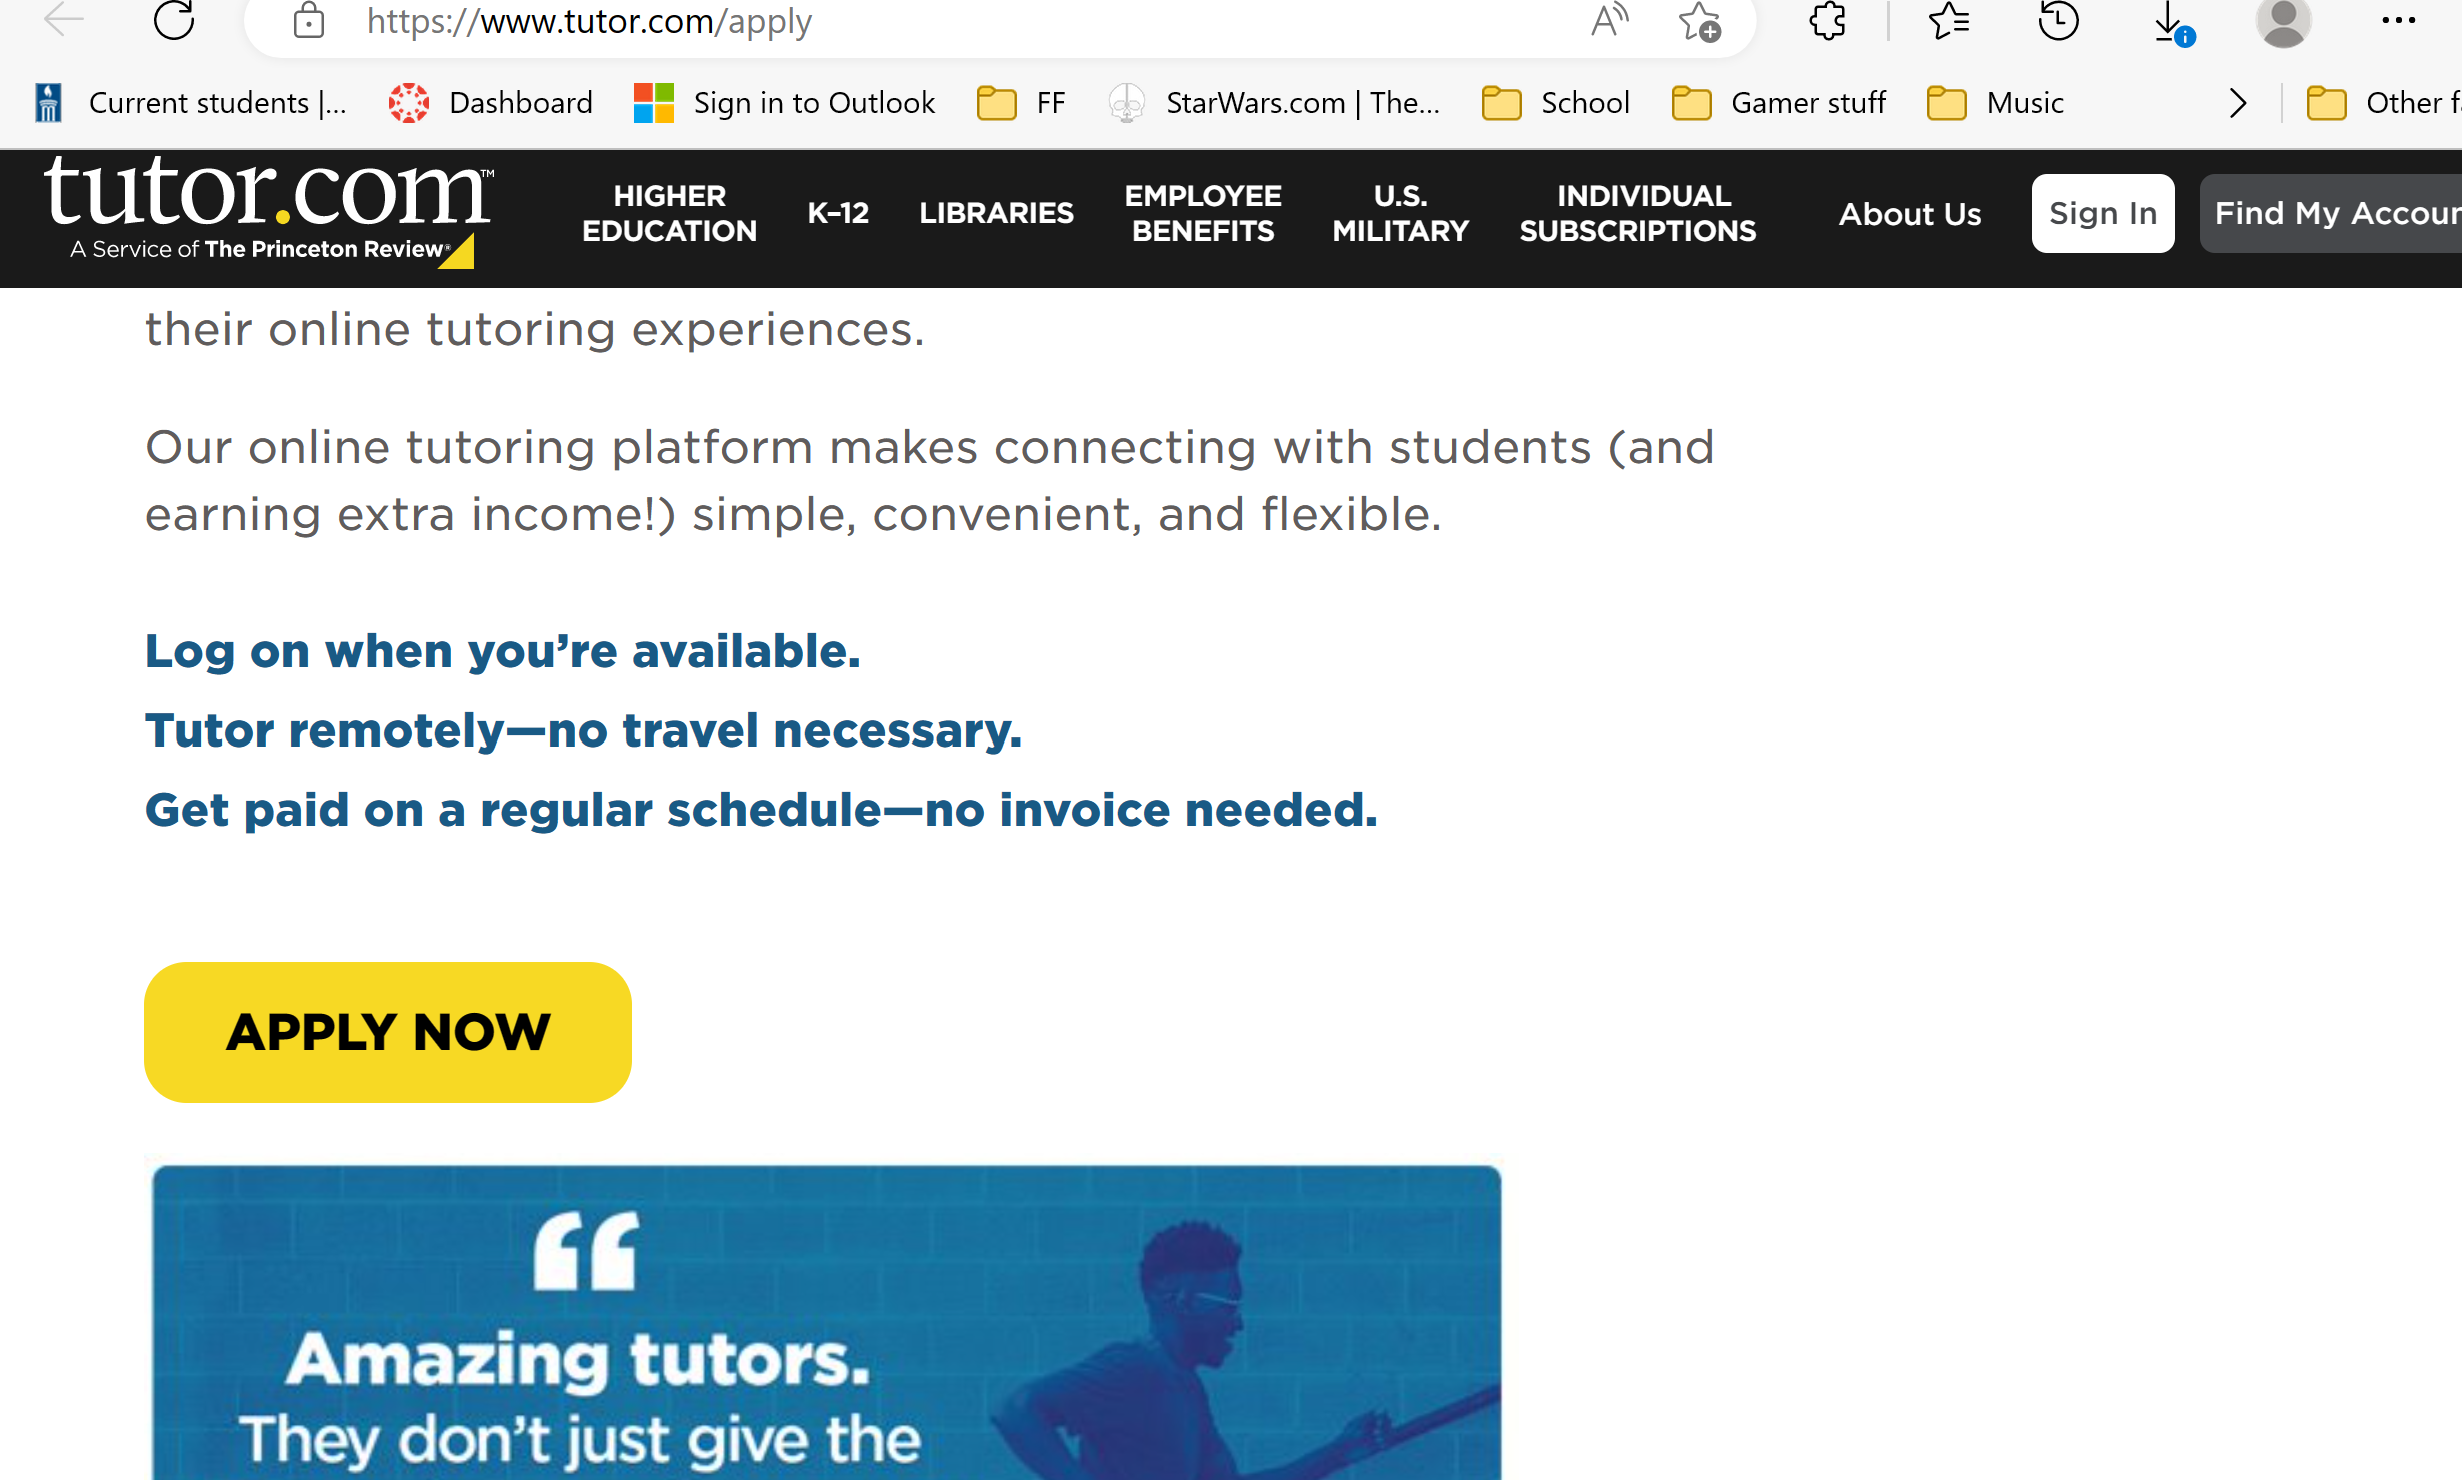 https://www.tutor.com/apply
Current students |... Dashboard Sign in to Outlook FF StarWars.com | The... School Gamer stuff Music Other f
tutor.com™
A Service of The Princeton Review®
HIGHER EDUCATION
K–12
LIBRARIES
EMPLOYEE BENEFITS
U.S. MILITARY
INDIVIDUAL SUBSCRIPTIONS
About Us
Sign In
Find My Accoun
their online tutoring experiences.
Our online tutoring platform makes connecting with students (and
earning extra income!) simple, convenient, and flexible.
Log on when you’re available.
Tutor remotely—no travel necessary.
Get paid on a regular schedule—no invoice needed.
APPLY NOW
“
Amazing tutors.
They don’t just give the